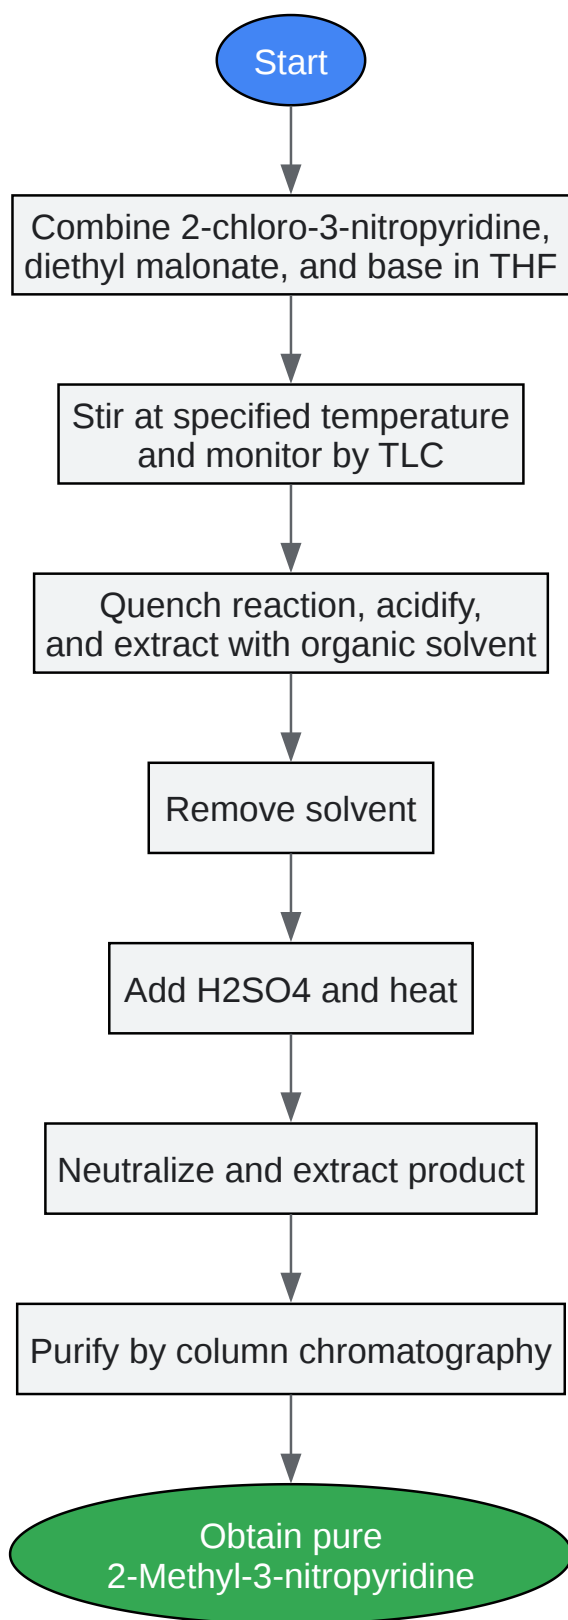 Start
Combine 2-chloro-3-nitropyridine,
diethyl malonate, and base in THF
Stir at specified temperature
and monitor by TLC
Quench reaction, acidify,
and extract with organic solvent
Remove solvent
Add H2SO4 and heat
Neutralize and extract product
Purify by column chromatography
Obtain pure
2-Methyl-3-nitropyridine